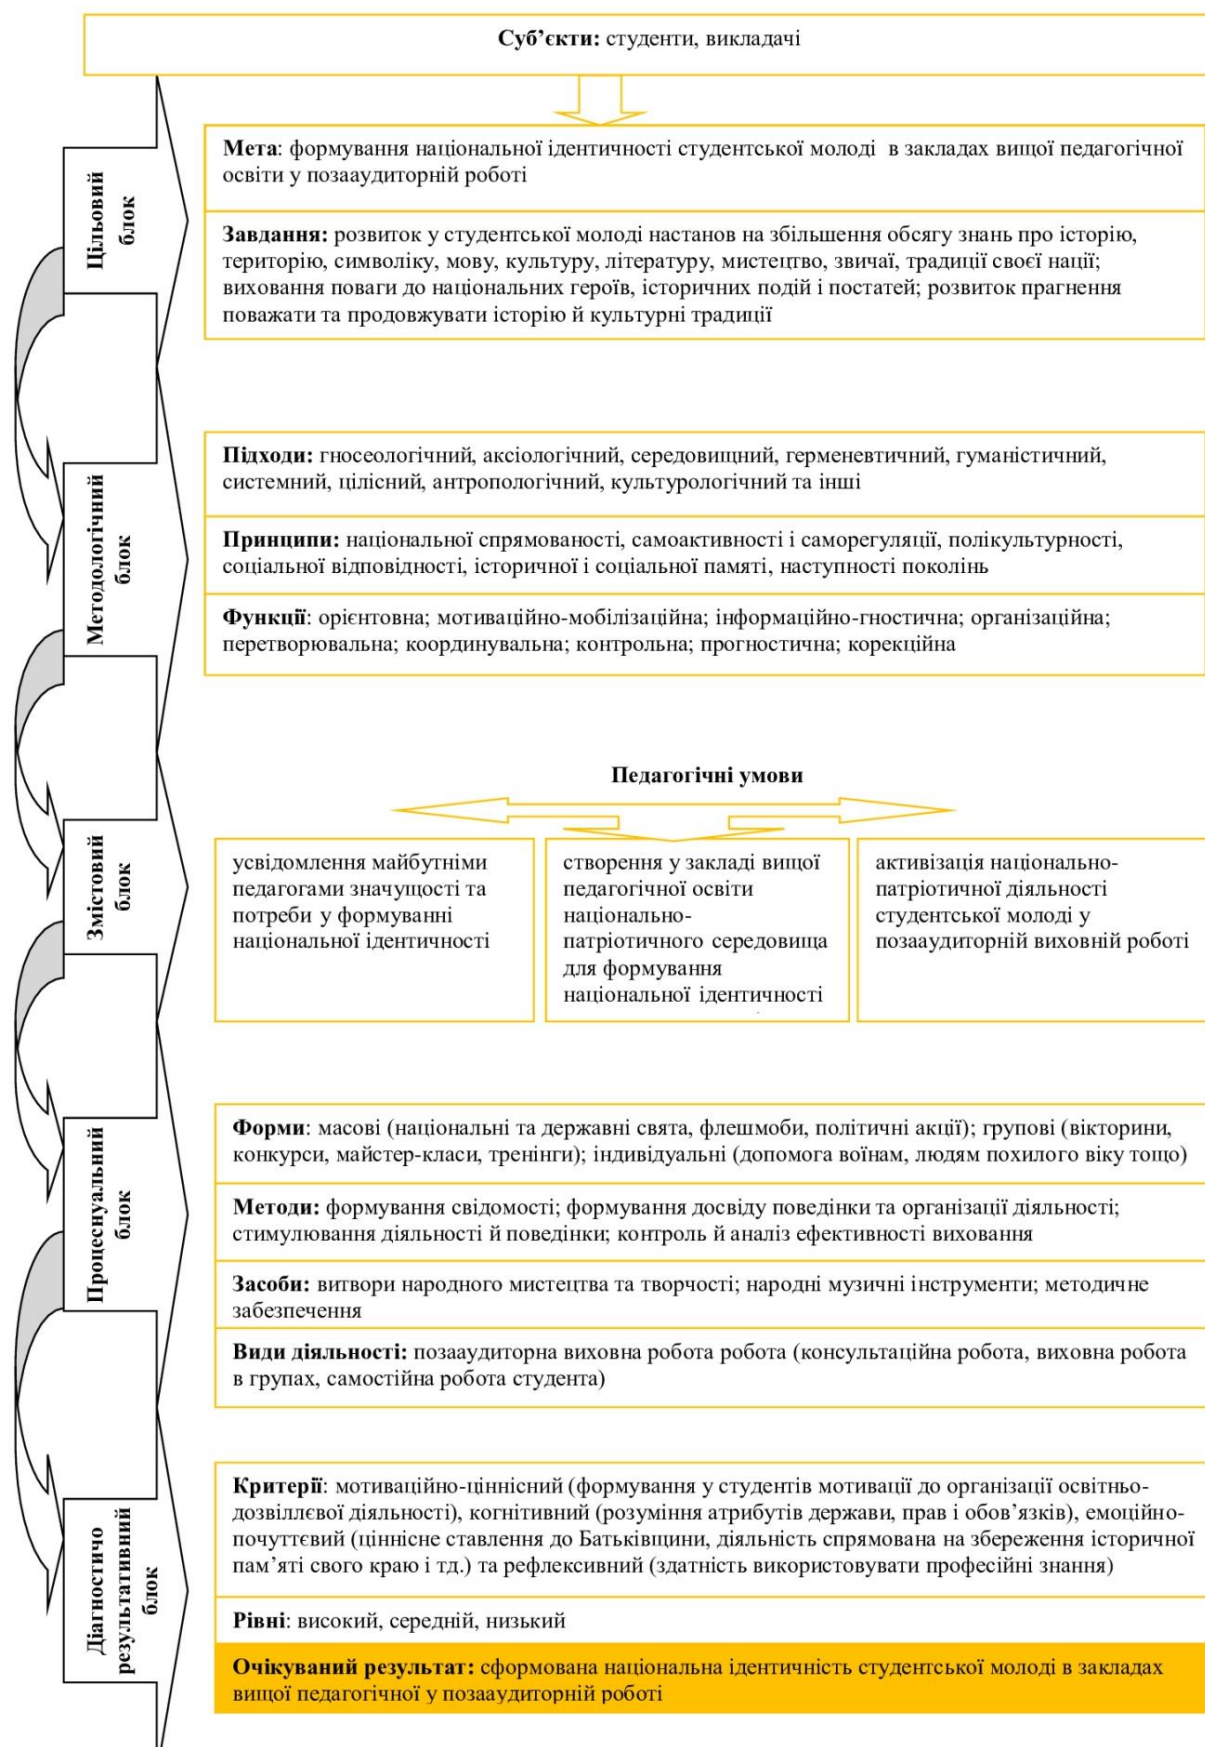 Суб’єкти: студенти, викладачі
Цільовий
блок
Мета: формування національної ідентичності студентської молоді в закладах вищої педагогічної
освіти у позааудиторній роботі
Завдання: розвиток у студентської молоді настанов на збільшення обсягу знань про історію,
територію, символіку, мову, культуру, літературу, мистецтво, звичаї, традиції своєї нації;
виховання поваги до національних героїв, історичних подій і постатей; розвиток прагнення
поважати та продовжувати історію й культурні традиції
Методологічний
блок
Підходи: гносеологічний, аксіологічний, середовищний, герменевтичний, гуманістичний,
системний, цілісний, антропологічний, культурологічний та інші
Принципи: національної спрямованості, самоактивності і саморегуляції, полікультурності,
соціальної відповідності, історичної і соціальної памяті, наступності поколінь
Функції: орієнтовна; мотиваційно-мобілізаційна; інформаційно-гностична; організаційна;
перетворювальна; координувальна; контрольна; прогностична; корекційна
Змістовий
блок
Педагогічні умови
усвідомлення майбутніми
педагогами значущості та
потреби у формуванні
національної ідентичності
створення у закладі вищої
педагогічної освіти
національно-
патріотичного середовища
для формування
національної ідентичності
активізація національно-
патріотичної діяльності
студентської молоді у
позааудиторній виховній роботі
Процеснуальний
блок
Форми: масові (національні та державні свята, флешмоби, політичні акції); групові (вікторини,
конкурси, майстер-класи, тренінги); індивідуальні (допомога воїнам, людям похилого віку тощо)
Методи: формування свідомості; формування досвіду поведінки та організації діяльності;
стимулювання діяльності й поведінки; контроль й аналіз ефективності виховання
Засоби: витвори народного мистецтва та творчості; народні музичні інструменти; методичне
забезпечення
Види діяльності: позааудиторна виховна робота робота (консультаційна робота, виховна робота
в групах, самостійна робота студента)
Діагностичо
результативний
блок
Критерії: мотиваційно-ціннісний (формування у студентів мотивації до організації освітньо-
дозвіллєвої діяльності), когнітивний (розуміння атрибутів держави, прав і обов’язків), емоційно-
почуттєвий (ціннісне ставлення до Батьківщини, діяльність спрямована на збереження історичної
пам’яті свого краю і тд.) та рефлексивний (здатність використовувати професійні знання)
Рівні: високий, середній, низький
Очікуваний результат: сформована національна ідентичність студентської молоді в закладах
вищої педагогічної у позааудиторній роботі